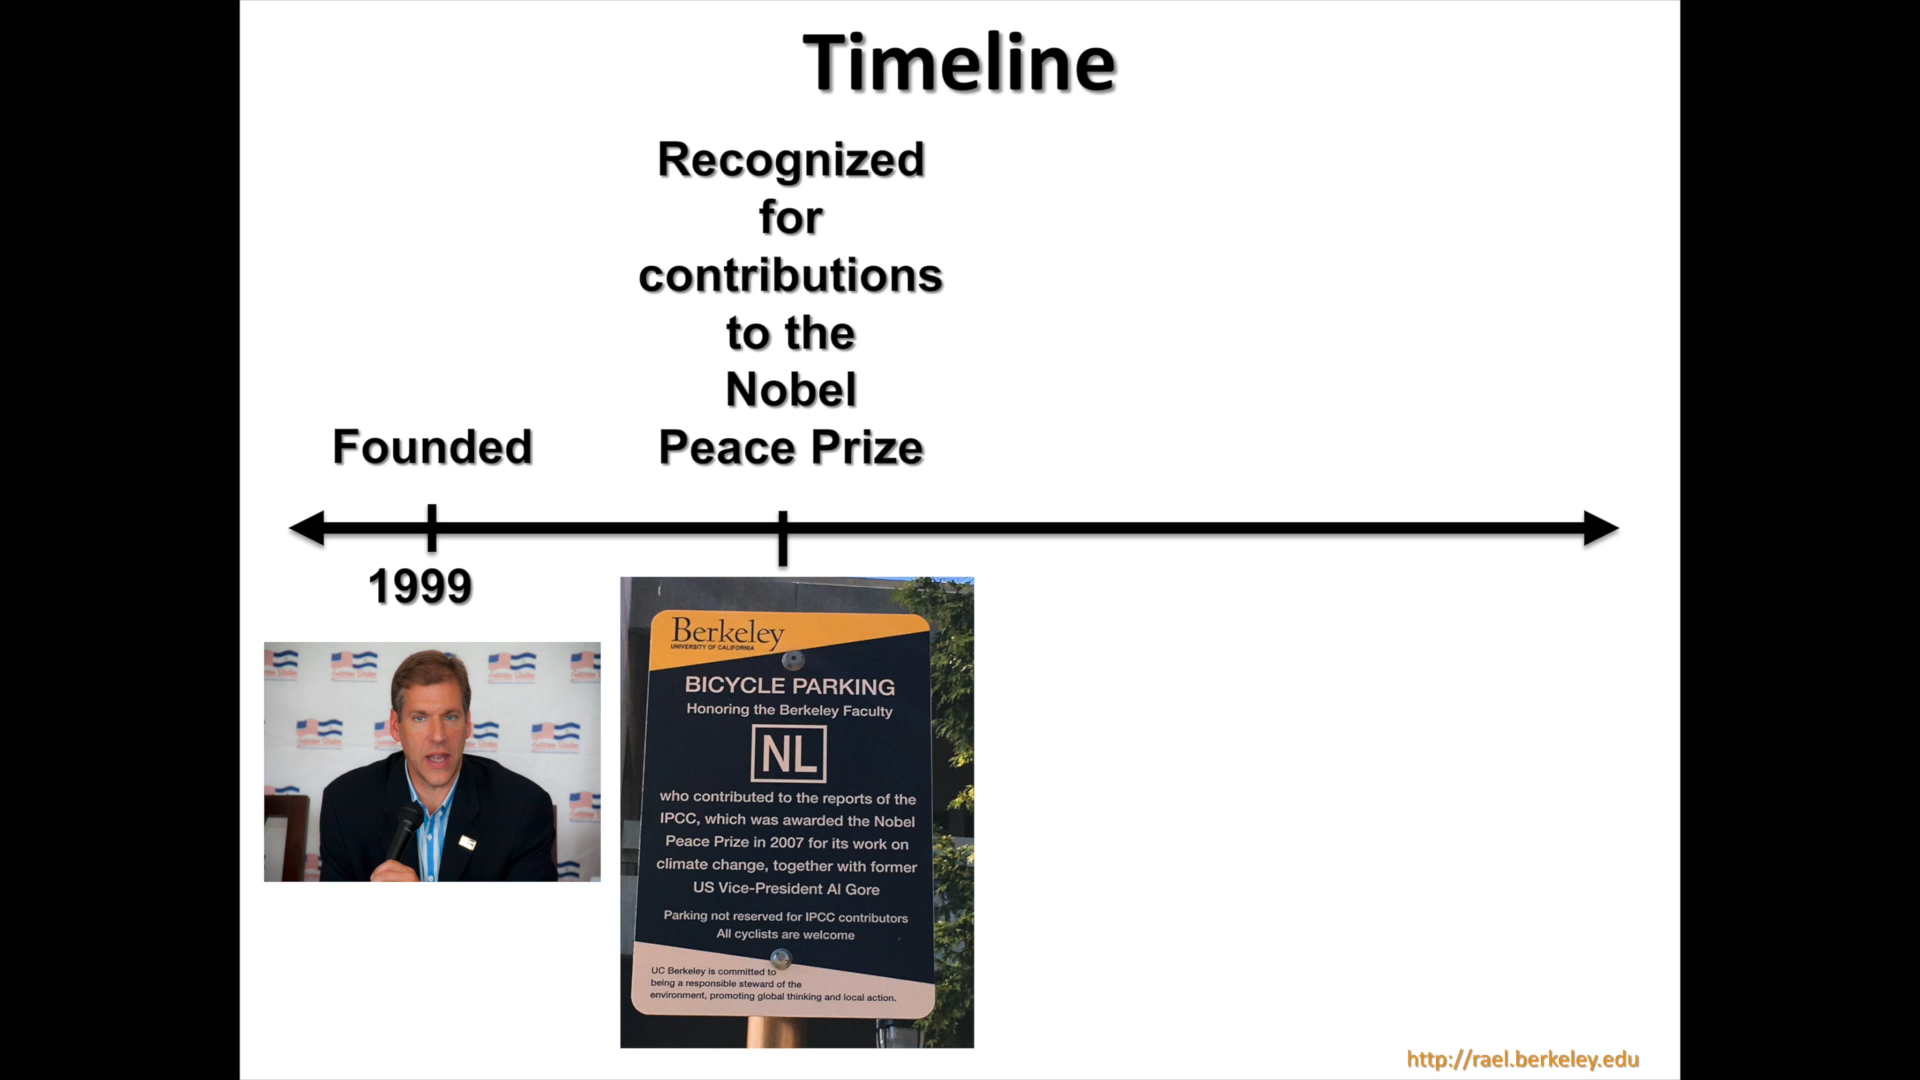 Timeline
Recognized
for
contributions
to the
Nobel
Peace Prize
Founded
1999
Berkeley
UNIVERSITY OF CALIFORNIA
BICYCLE PARKING
Honoring the Berkeley Faculty
NL
who contributed to the reports of the
IPCC, which was awarded the Nobel
Peace Prize in 2007 for its work on
climate change, together with former
US Vice-President Al Gore
Parking not reserved for IPCC contributors
All cyclists are welcome
UC Berkeley is committed to
being a responsible steward of the
environment, promoting global thinking and local action.
http://rael.berkeley.edu